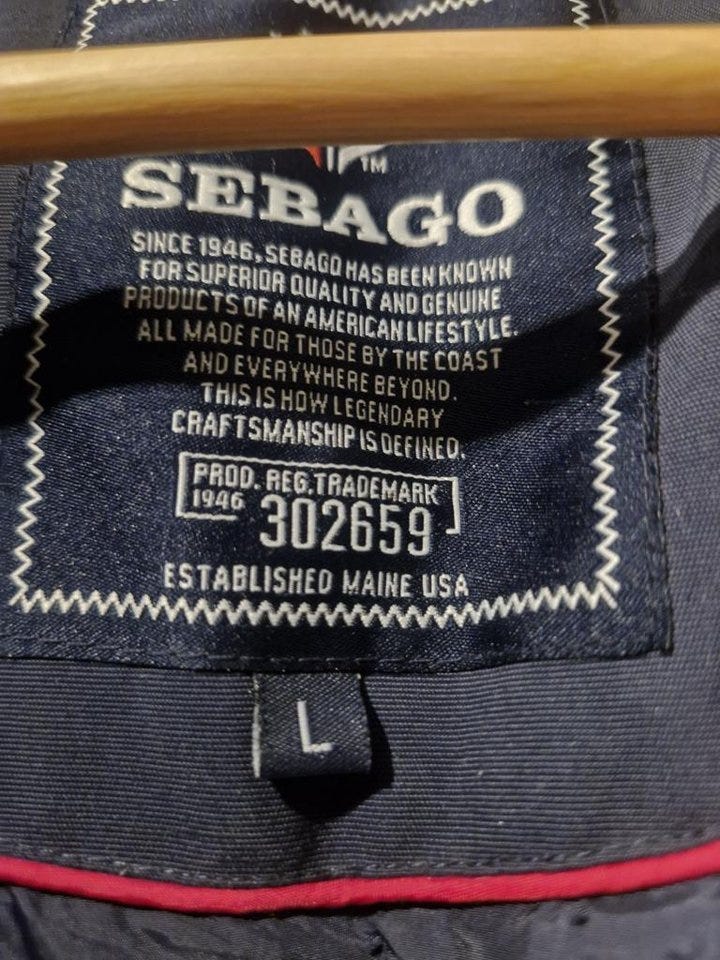 TM
SEBAGO
SINCE 1946, SEBAGO HAS BEEN KNOWN
FOR SUPERIOR QUALITY AND GENUINE
PRODUCTS OF AN AMERICAN LIFESTYLE.
ALL MADE FOR THOSE BY THE COAST
AND EVERYWHERE BEYOND.
THIS IS HOW LEGENDARY
CRAFTSMANSHIP IS DEFINED.
PROD. REG. TRADEMARK
1946 302659
ESTABLISHED MAINE USA
L